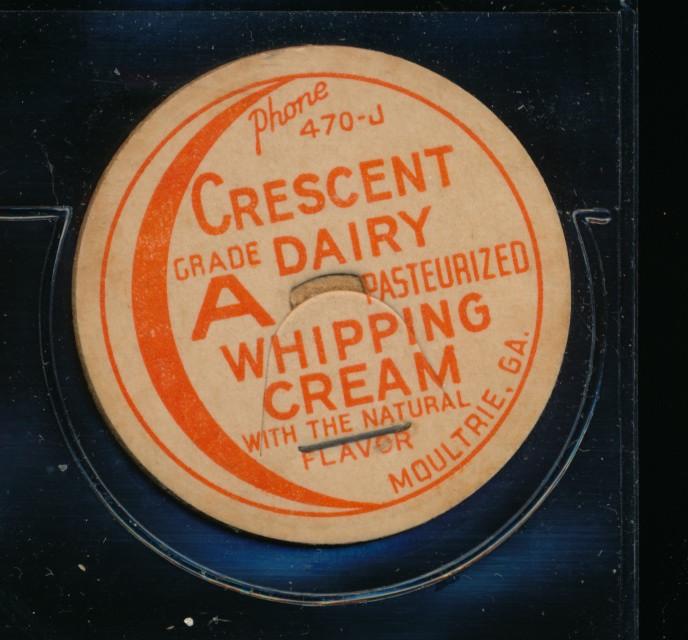 Phone
470-J
CRESCENT
DAIRY
GRADE
A
PASTEURIZED
WHIPPING
CREAM
WITH THE NATURAL
FLAVOR
MOULTRIE, GA.